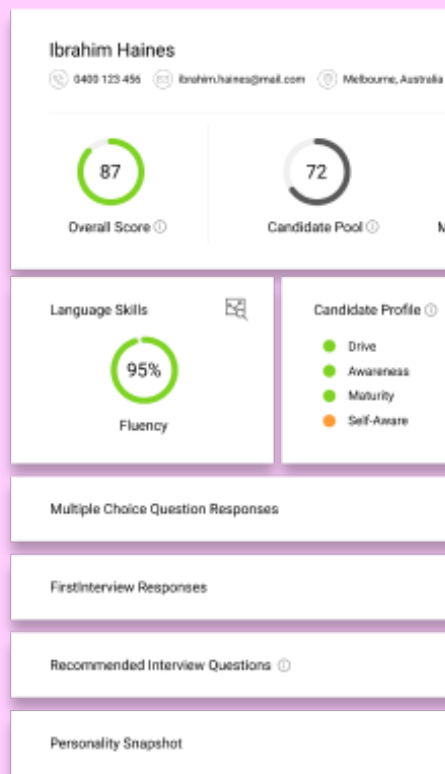 Ibrahim Haines
0400 123 456 ibrahim.haines@mail.com Melbourne, Australia
87 72
Overall Score Candidate Pool M
Language Skills Candidate Profile
95%
Fluency
Drive
Awareness
Maturity
Self-Aware
Multiple Choice Question Responses
FirstInterview Responses
Recommended Interview Questions
Personality Snapshot